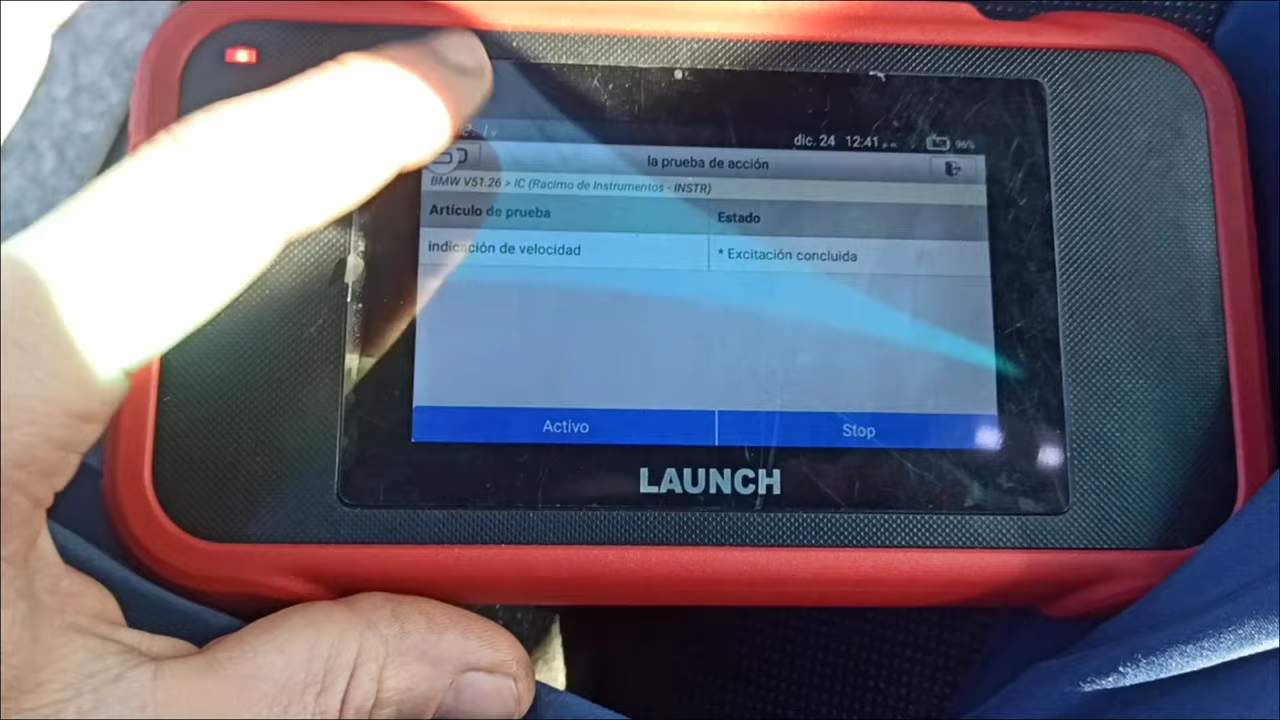 dic. 24 12:41 p.m. 96%
la prueba de acción
BMW V51.26 > IC (Racimo de Instrumentos - INSTR)
Artículo de prueba Estado
indicación de velocidad * Excitación concluida
Activo Stop
LAUNCH